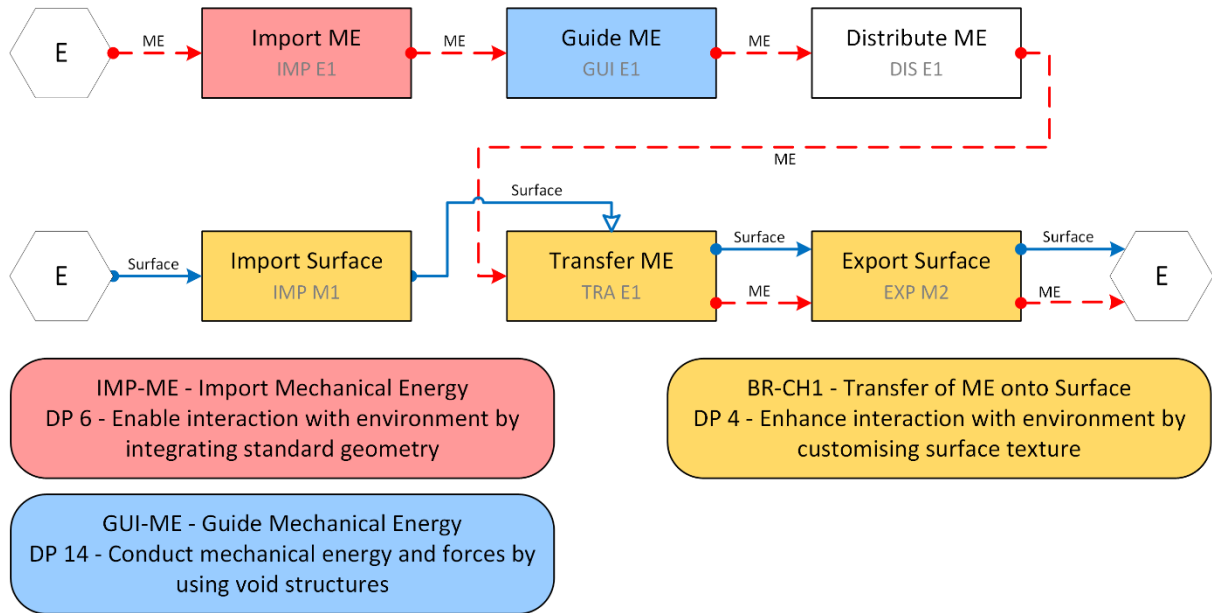 E
ME
Import ME
IMP E1
ME
Guide ME
GUI E1
ME
Distribute ME
DIS E1
ME
Surface
E
Surface
Import Surface
IMP M1
Transfer ME
TRA E1
Surface
ME
Export Surface
EXP M2
Surface
ME
E
IMP-ME - Import Mechanical Energy
DP 6 - Enable interaction with environment by
integrating standard geometry
BR-CH1 - Transfer of ME onto Surface
DP 4 - Enhance interaction with environment by
customising surface texture
GUI-ME - Guide Mechanical Energy
DP 14 - Conduct mechanical energy and forces by
using void structures